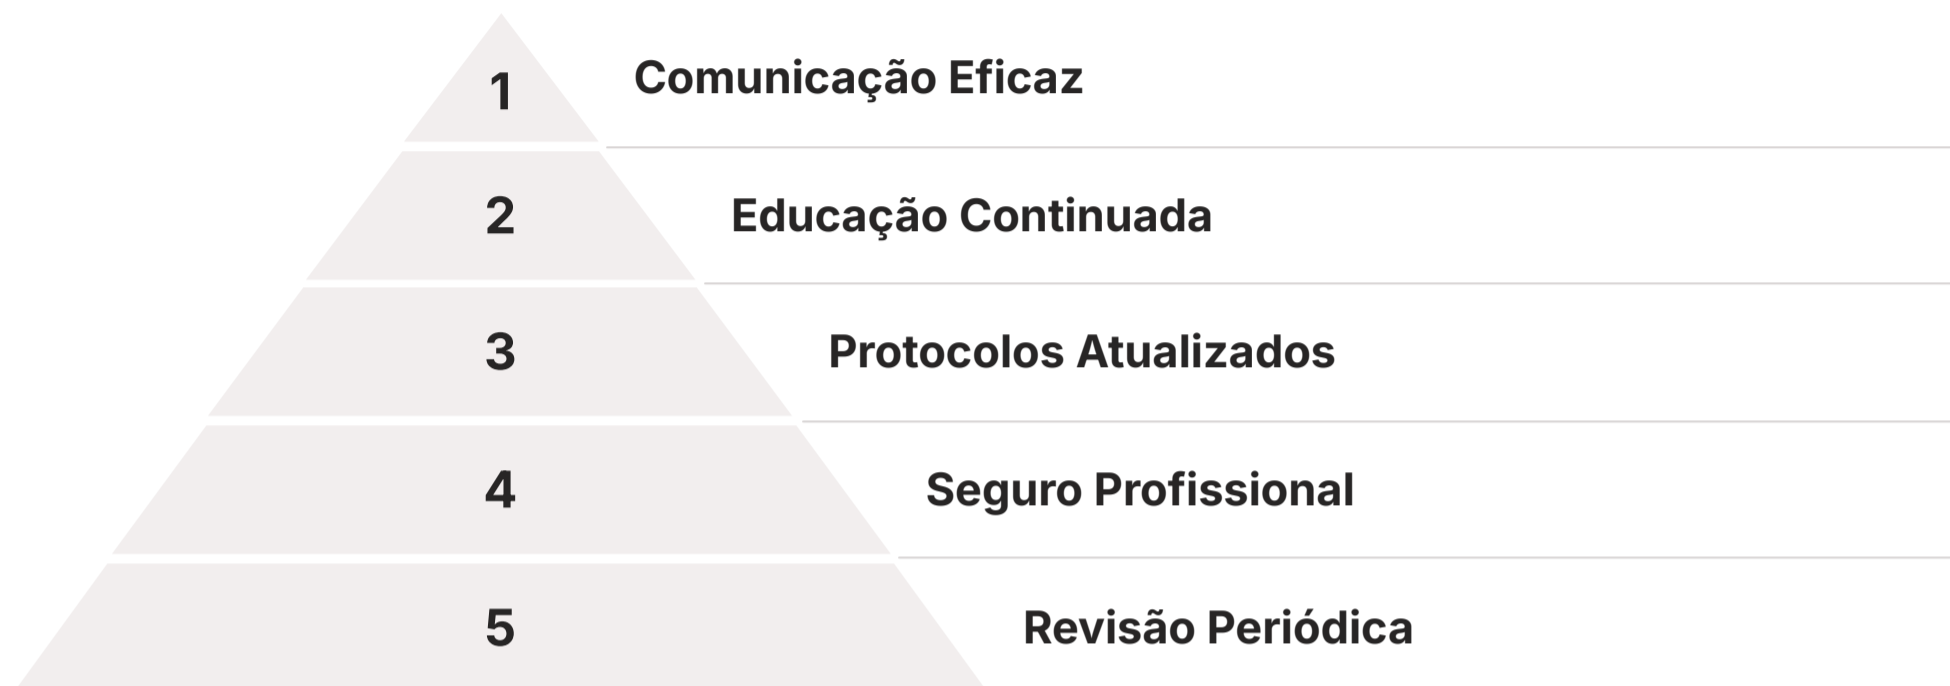 1
Comunicação Eficaz
2
Educação Continuada
3
Protocolos Atualizados
4
Seguro Profissional
5
Revisão Periódica